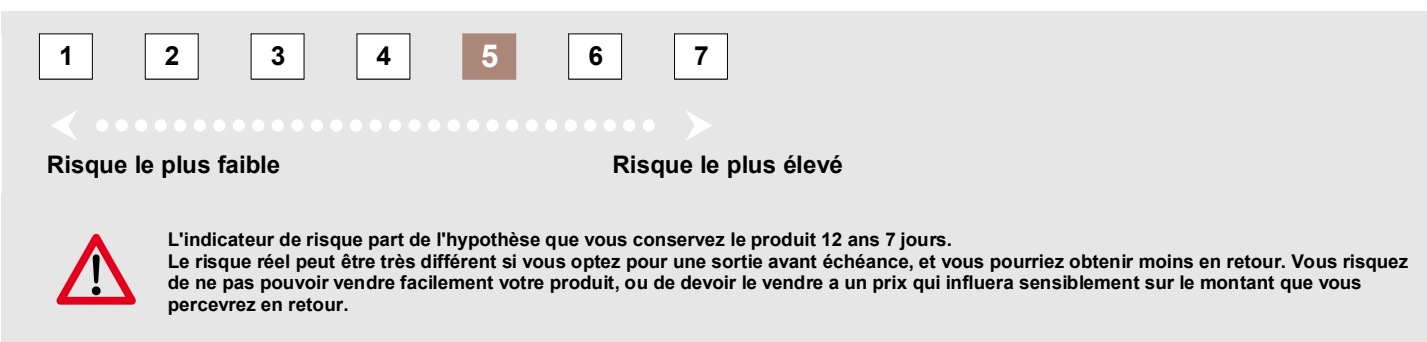 1 2 3 4 5 6 7
Risque le plus faible Risque le plus élevé
L'indicateur de risque part de l'hypothèse que vous conservez le produit 12 ans 7 jours.
Le risque réel peut être très différent si vous optez pour une sortie avant échéance, et vous pourriez obtenir moins en retour. Vous risquez
de ne pas pouvoir vendre facilement votre produit, ou de devoir le vendre a un prix qui influera sensiblement sur le montant que vous
percevrez en retour.